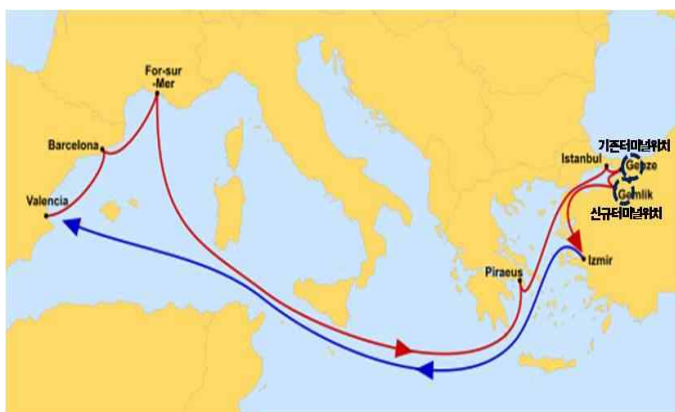 For-sur
-Mer
Barcelona
Valencia
기존터미널위치
Istanbul
Gebze
Gemlik
신규터미널위치
Izmir
Piraeus